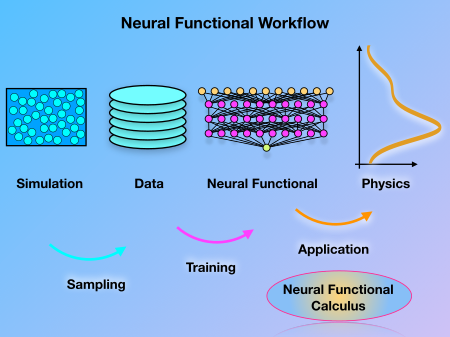 Neural Functional Workflow
Simulation
Data
Neural Functional
Physics
Sampling
Training
Application
Neural Functional
Calculus